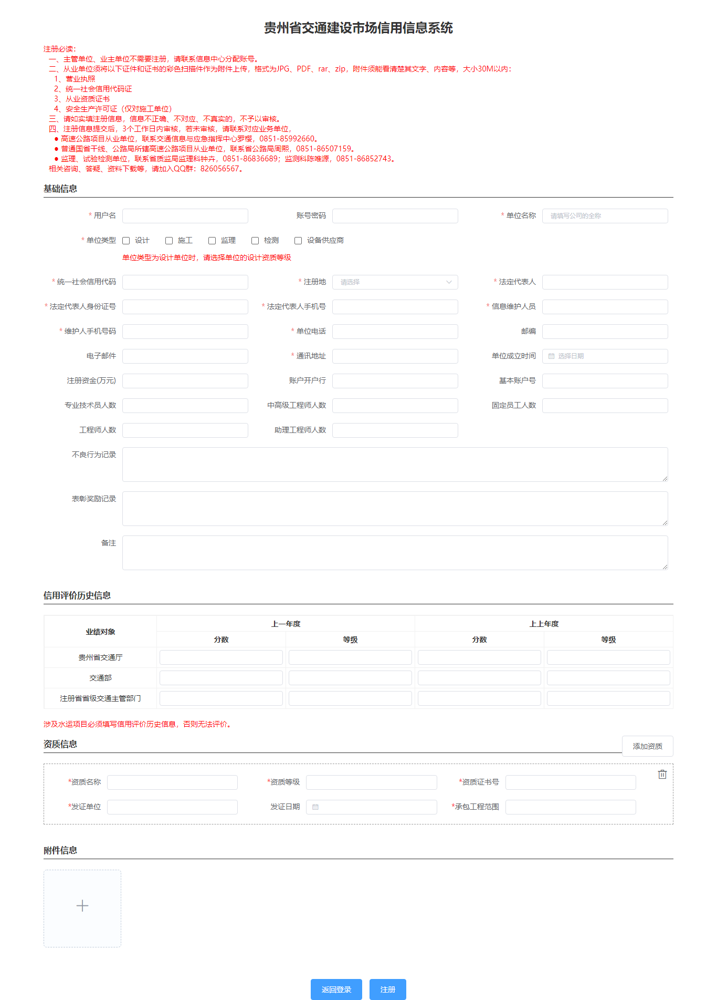 贵州省交通建设市场信用信息系统
注册必读：
一、主管单位、业主单位不需要注册，请联系信息中心分配账号。
二、从业单位须将以下证件和证书的彩色扫描件作为附件上传，格式为JPG、PDF、rar、zip，附件须能看清楚其文字、内容等，大小30M以内：
1、营业执照
2、统一社会信用代码证
3、从业资质证书
4、安全生产许可证（仅对施工单位）
三、请如实填注册信息，信息不正确、不对应、不真实的，不予以审核。
四、注册信息提交后，3个工作日内审核，若未审核，请联系对应业务单位，
● 高速公路项目从业单位，联系交通信息与应急指挥中心罗樱，0851-85992660。
● 普通国省干线、公路局所辖高速公路项目从业单位，联系省公路局周熙，0851-86507159。
● 监理、试验检测单位，联系省质监局监理科钟卉，0851-86836689；监测科陈唯源，0851-86852743。
相关咨询、答疑、资料下载等，请加入QQ群：826056567。
基础信息
* 用户名 账号密码 * 单位名称 请填写公司的全称
* 单位类型 设计 施工 监理 检测 设备供应商
单位类型为设计单位时，请选择单位的设计资质等级
* 统一社会信用代码 * 注册地 请选择 * 法定代表人
* 法定代表人身份证号 * 法定代表人手机号 * 信息维护人员
* 维护人手机号码 * 单位电话 邮编
电子邮件 * 通讯地址 单位成立时间 选择日期
注册资金(万元) 账户开户行 基本账户号
专业技术员人数 中高级工程师人数 固定员工人数
工程师人数 助理工程师人数
不良行为记录
表彰奖励记录
备注
信用评价历史信息
业绩对象 上一年度 上上年度
分数 等级 分数 等级
贵州省交通厅
交通部
注册省省级交通主管部门
涉及水运项目必须填写信用评价历史信息，否则无法评价。
资质信息 添加资质
*资质名称 *资质等级 *资质证书号
*发证单位 发证日期 *承包工程范围
附件信息
返回登录 注册